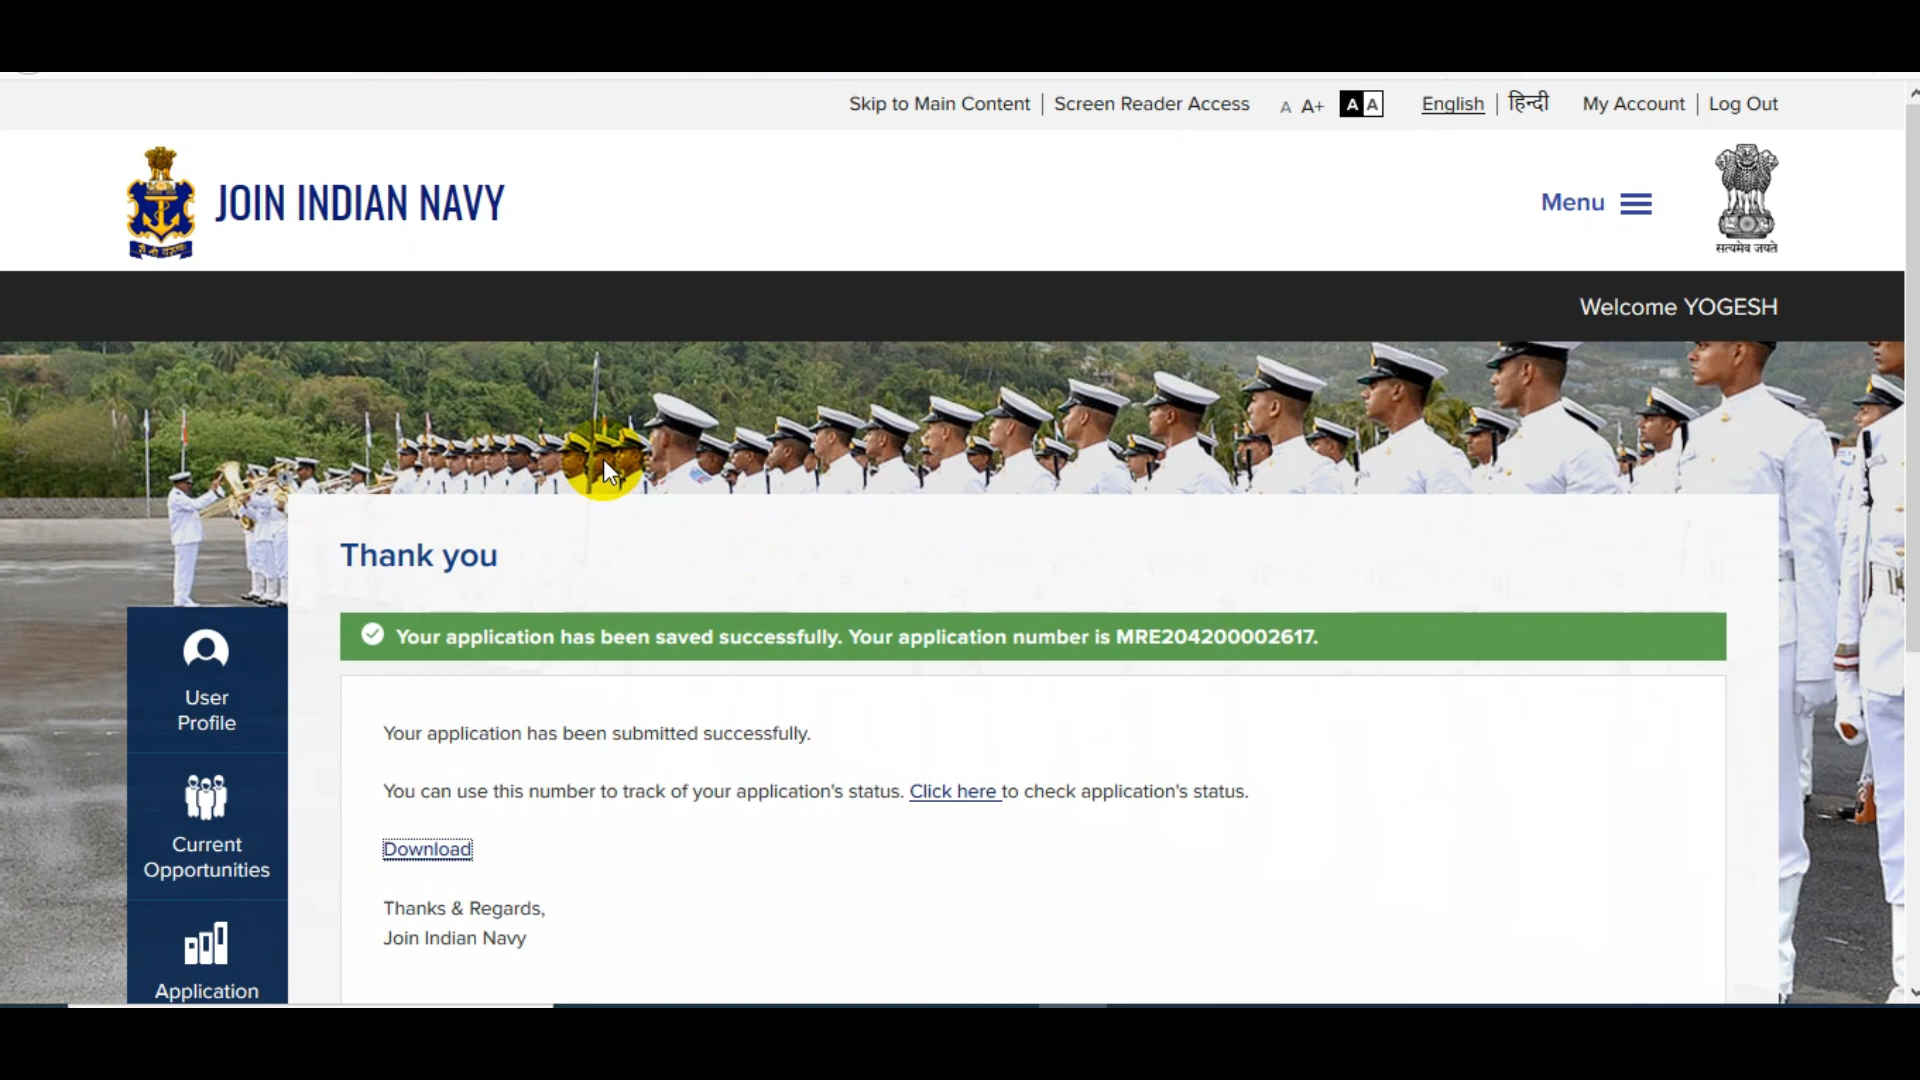 Skip to Main Content | Screen Reader Access A A+ A A English | हिन्दी My Account | Log Out
JOIN INDIAN NAVY
Menu
सत्यमेव जयते
Welcome YOGESH
Thank you
Your application has been saved successfully. Your application number is MRE204200002617.
User
Profile
Your application has been submitted successfully.
You can use this number to track of your application's status. Click here to check application's status.
Current
Opportunities
Download
Thanks & Regards,
Join Indian Navy
Application